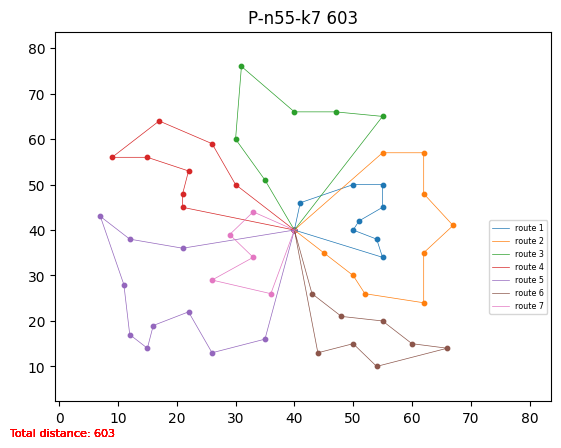 P-n55-k7 603
80
70
60
50
40
30
20
10
0 10 20 30 40 50 60 70 80
route 1
route 2
route 3
route 4
route 5
route 6
route 7
Total distance: 603